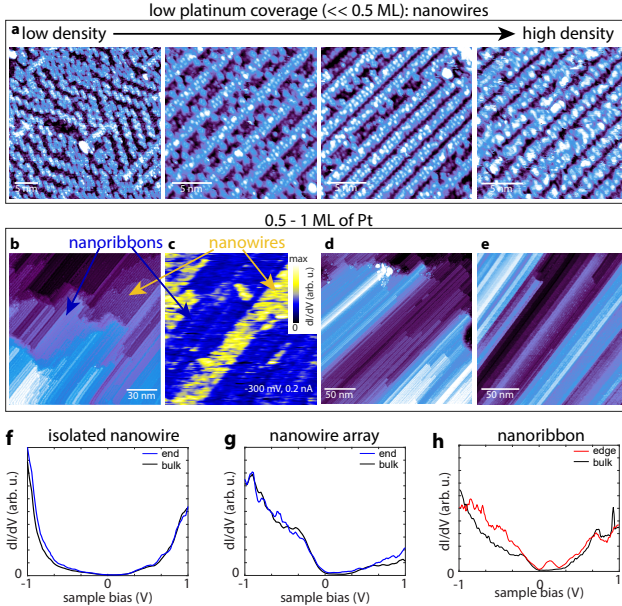 low platinum coverage (<< 0.5 ML): nanowires
a low density high density
5 nm 5 nm 5 nm 5 nm
0.5 - 1 ML of Pt
b nanoribbons c nanowires d e
max
dI/dV (arb. u.)
0
-300 mV, 0.2 nA
30 nm 50 nm 50 nm
f isolated nanowire g nanowire array h nanoribbon
end end edge
bulk bulk bulk
dI/dV (arb. u.) dI/dV (arb. u.) dI/dV (arb. u.)
0 0 0
-1 0 1 -1 0 1 -1 0 1
sample bias (V) sample bias (V) sample bias (V)